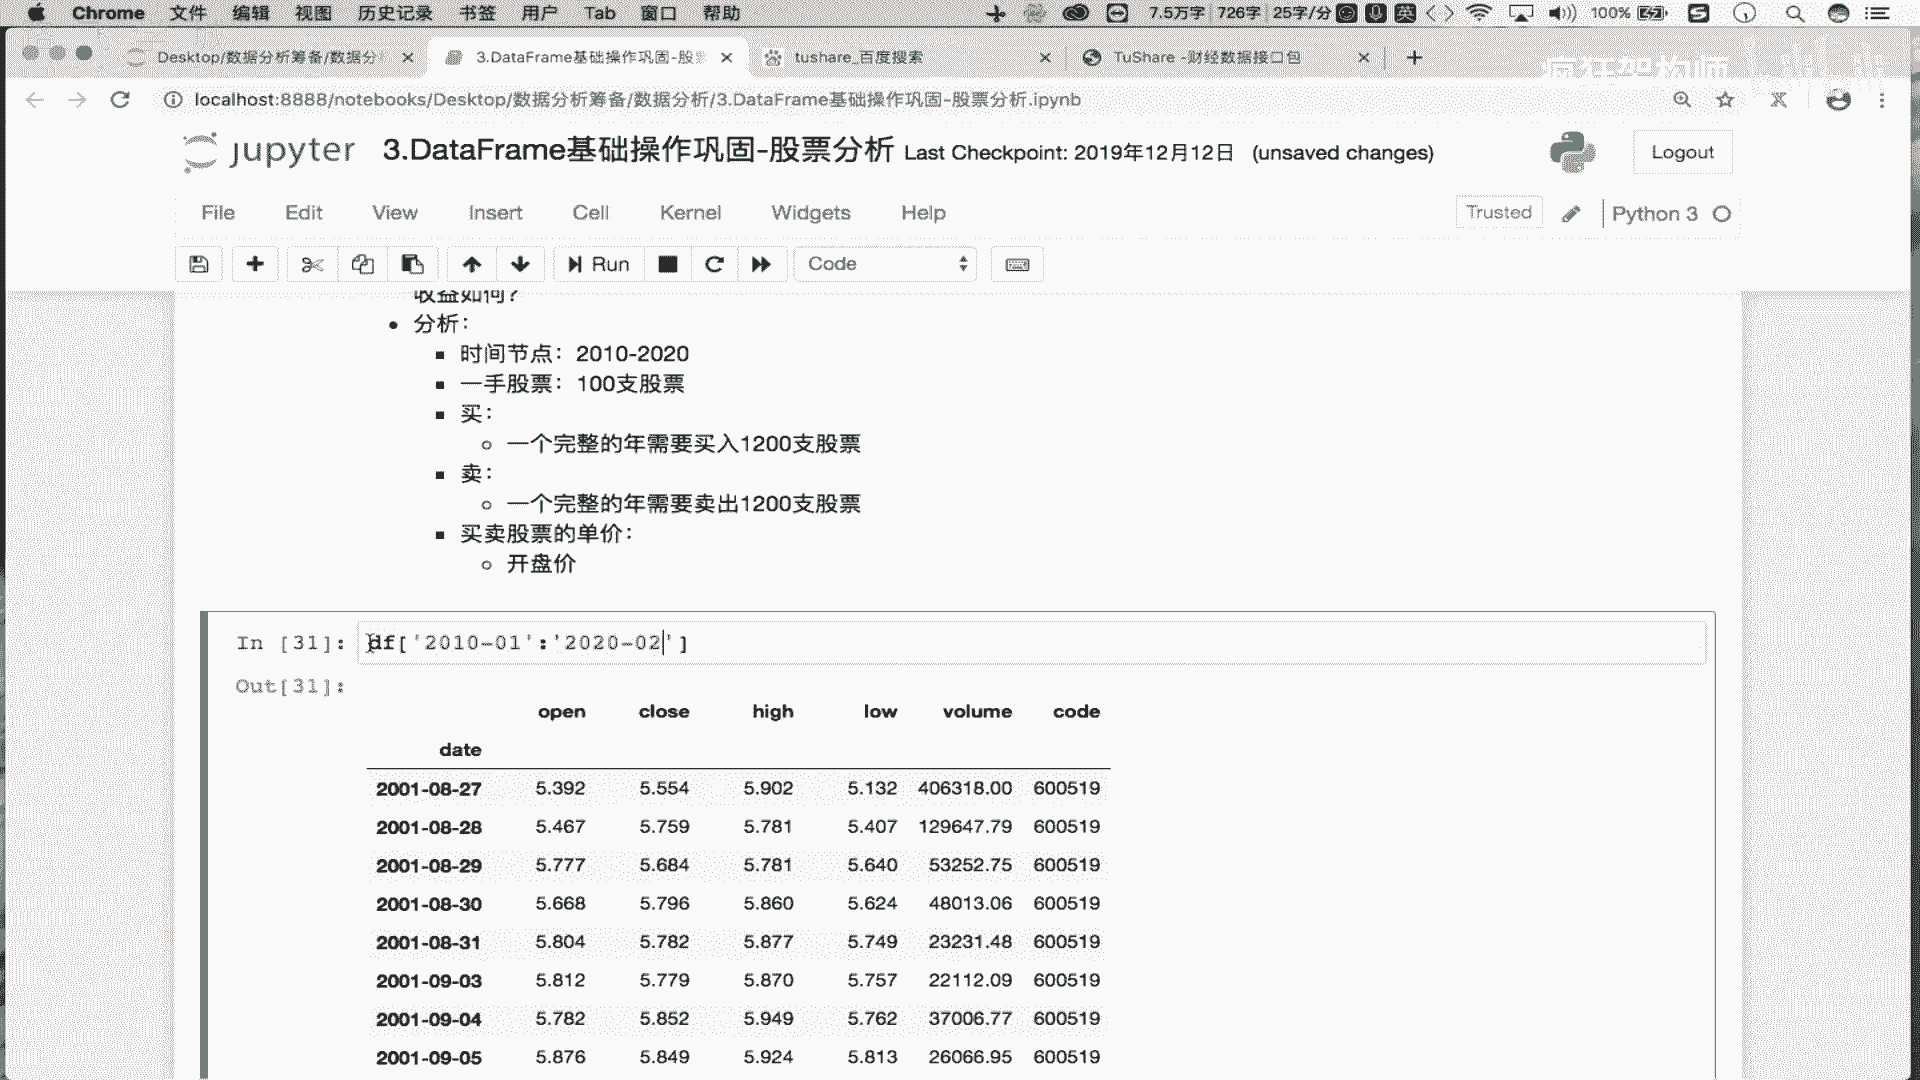 Chrome 文件 编辑 视图 历史记录 书签 用户 Tab 窗口 帮助 7.5万字 726字 25字/分 英 100%
Desktop/数据分析筹备/数据分 3.DataFrame基础操作巩固-股 tushare_百度搜索 TuShare -财经数据接口包
疯狂架构师
localhost:8888/notebooks/Desktop/数据分析筹备/数据分析/3.DataFrame基础操作巩固-股票分析.ipynb
jupyter 3.DataFrame基础操作巩固-股票分析 Last Checkpoint: 2019年12月12日 (unsaved changes) Logout
File Edit View Insert Cell Kernel Widgets Help Trusted Python 3
Run Code
收益如何?
分析：
时间节点：2010-2020
一手股票：100支股票
买：
一个完整的年需要买入1200支股票
卖：
一个完整的年需要卖出1200支股票
买卖股票的单价：
开盘价
In [31]: df['2010-01':'2020-02']
Out[31]:
open close high low volume code
date
2001-08-27 5.392 5.554 5.902 5.132 406318.00 600519
2001-08-28 5.467 5.759 5.781 5.407 129647.79 600519
2001-08-29 5.777 5.684 5.781 5.640 53252.75 600519
2001-08-30 5.668 5.796 5.860 5.624 48013.06 600519
2001-08-31 5.804 5.782 5.877 5.749 23231.48 600519
2001-09-03 5.812 5.779 5.870 5.757 22112.09 600519
2001-09-04 5.782 5.852 5.949 5.762 37006.77 600519
2001-09-05 5.876 5.849 5.924 5.813 26066.95 600519